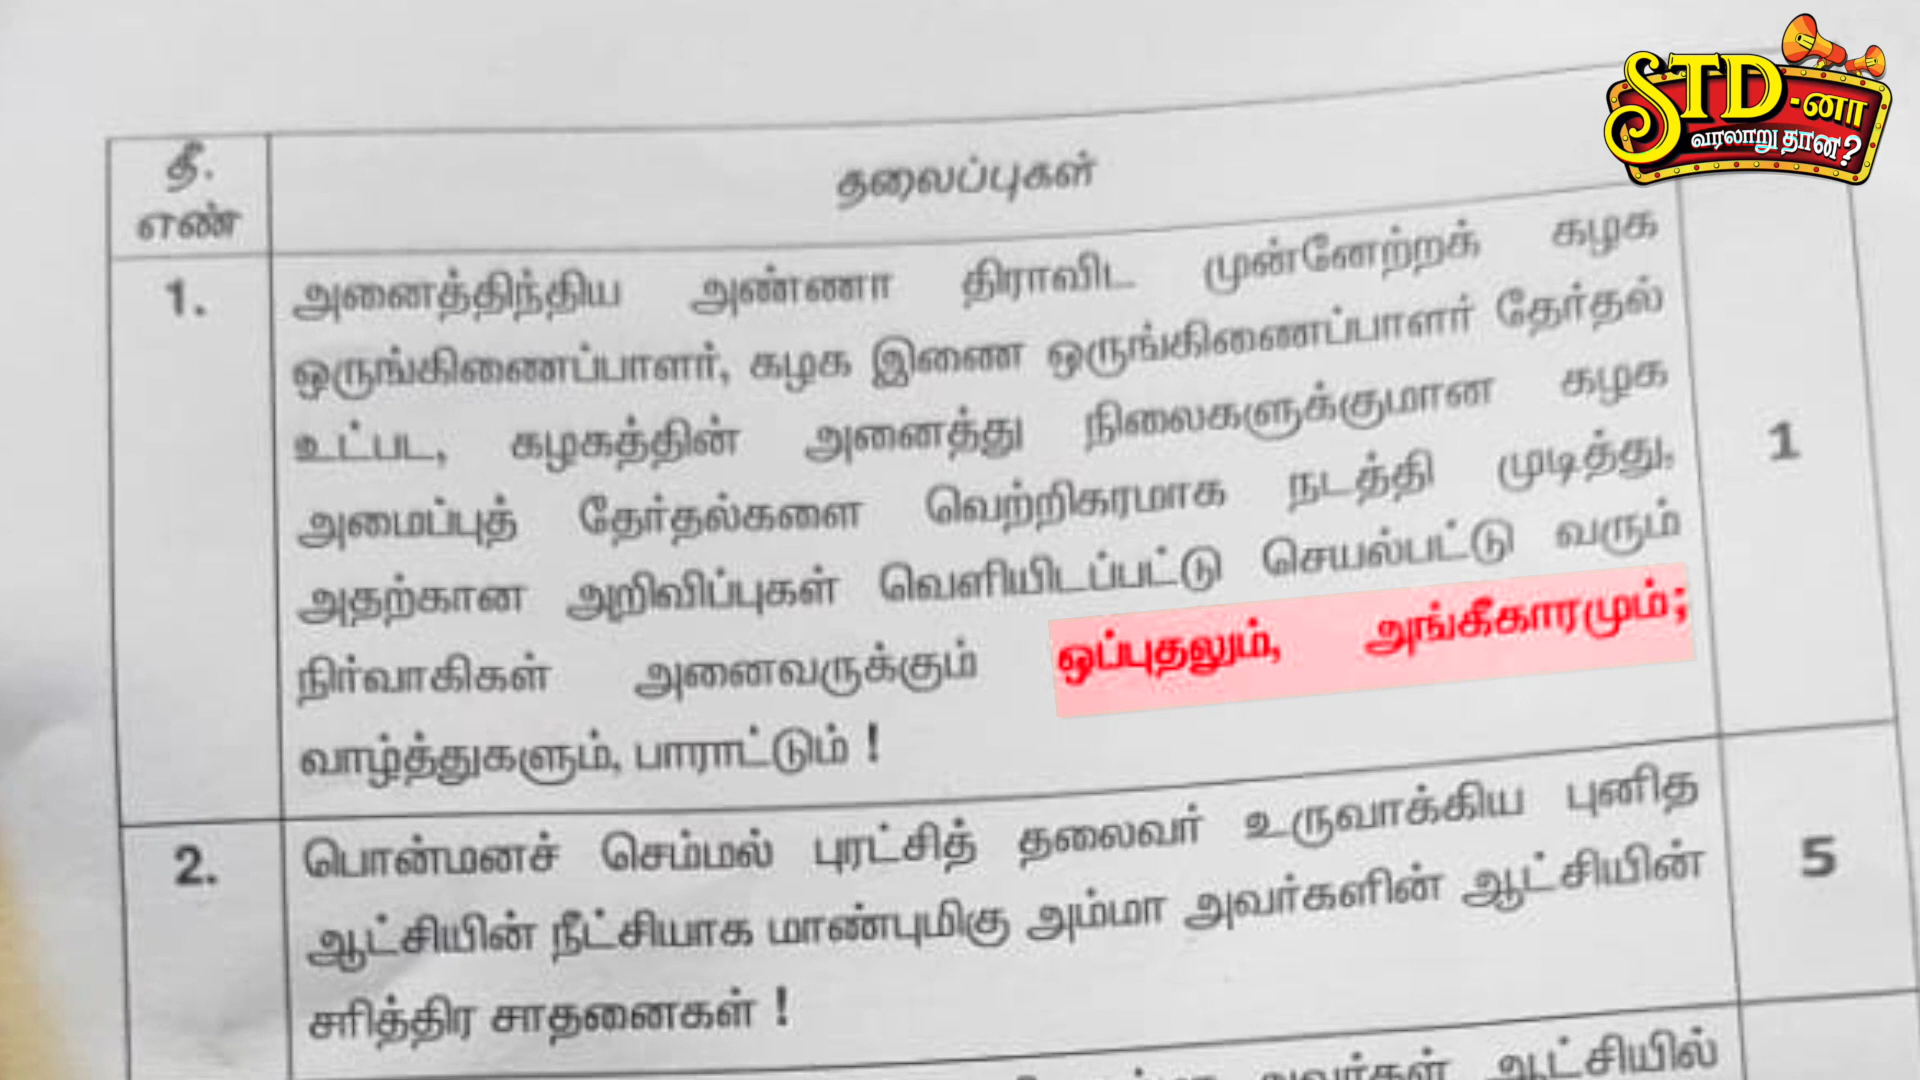 STD-னா
வரலாறு தான?
தீ.
எண்
தலைப்புகள்
1.
அனைத்திந்திய அண்ணா திராவிட முன்னேற்றக் கழக
ஒருங்கிணைப்பாளர், கழக இணை ஒருங்கிணைப்பாளர் தேர்தல்
உட்பட, கழகத்தின் அனைத்து நிலைகளுக்குமான கழக
அமைப்புத் தேர்தல்களை வெற்றிகரமாக நடத்தி முடித்து,
அதற்கான அறிவிப்புகள் வெளியிடப்பட்டு செயல்பட்டு வரும்
நிர்வாகிகள் அனைவருக்கும் ஒப்புதலும், அங்கீகாரமும்;
வாழ்த்துகளும், பாராட்டும் !
1
2.
பொன்மனச் செம்மல் புரட்சித் தலைவர் உருவாக்கிய புனித
ஆட்சியின் நீட்சியாக மாண்புமிகு அம்மா அவர்களின் ஆட்சியின்
சரித்திர சாதனைகள் !
5
அவர்கள் ஆட்சியில்